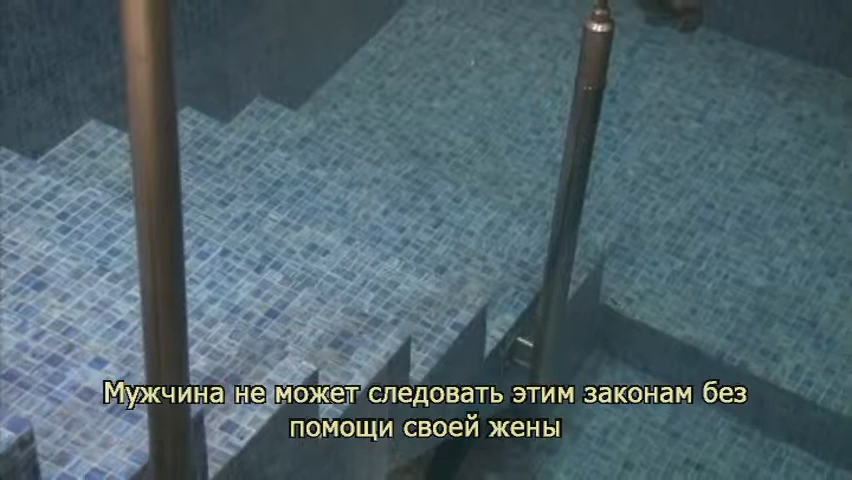 Мужчина не может следовать этим законам без
помощи своей жены